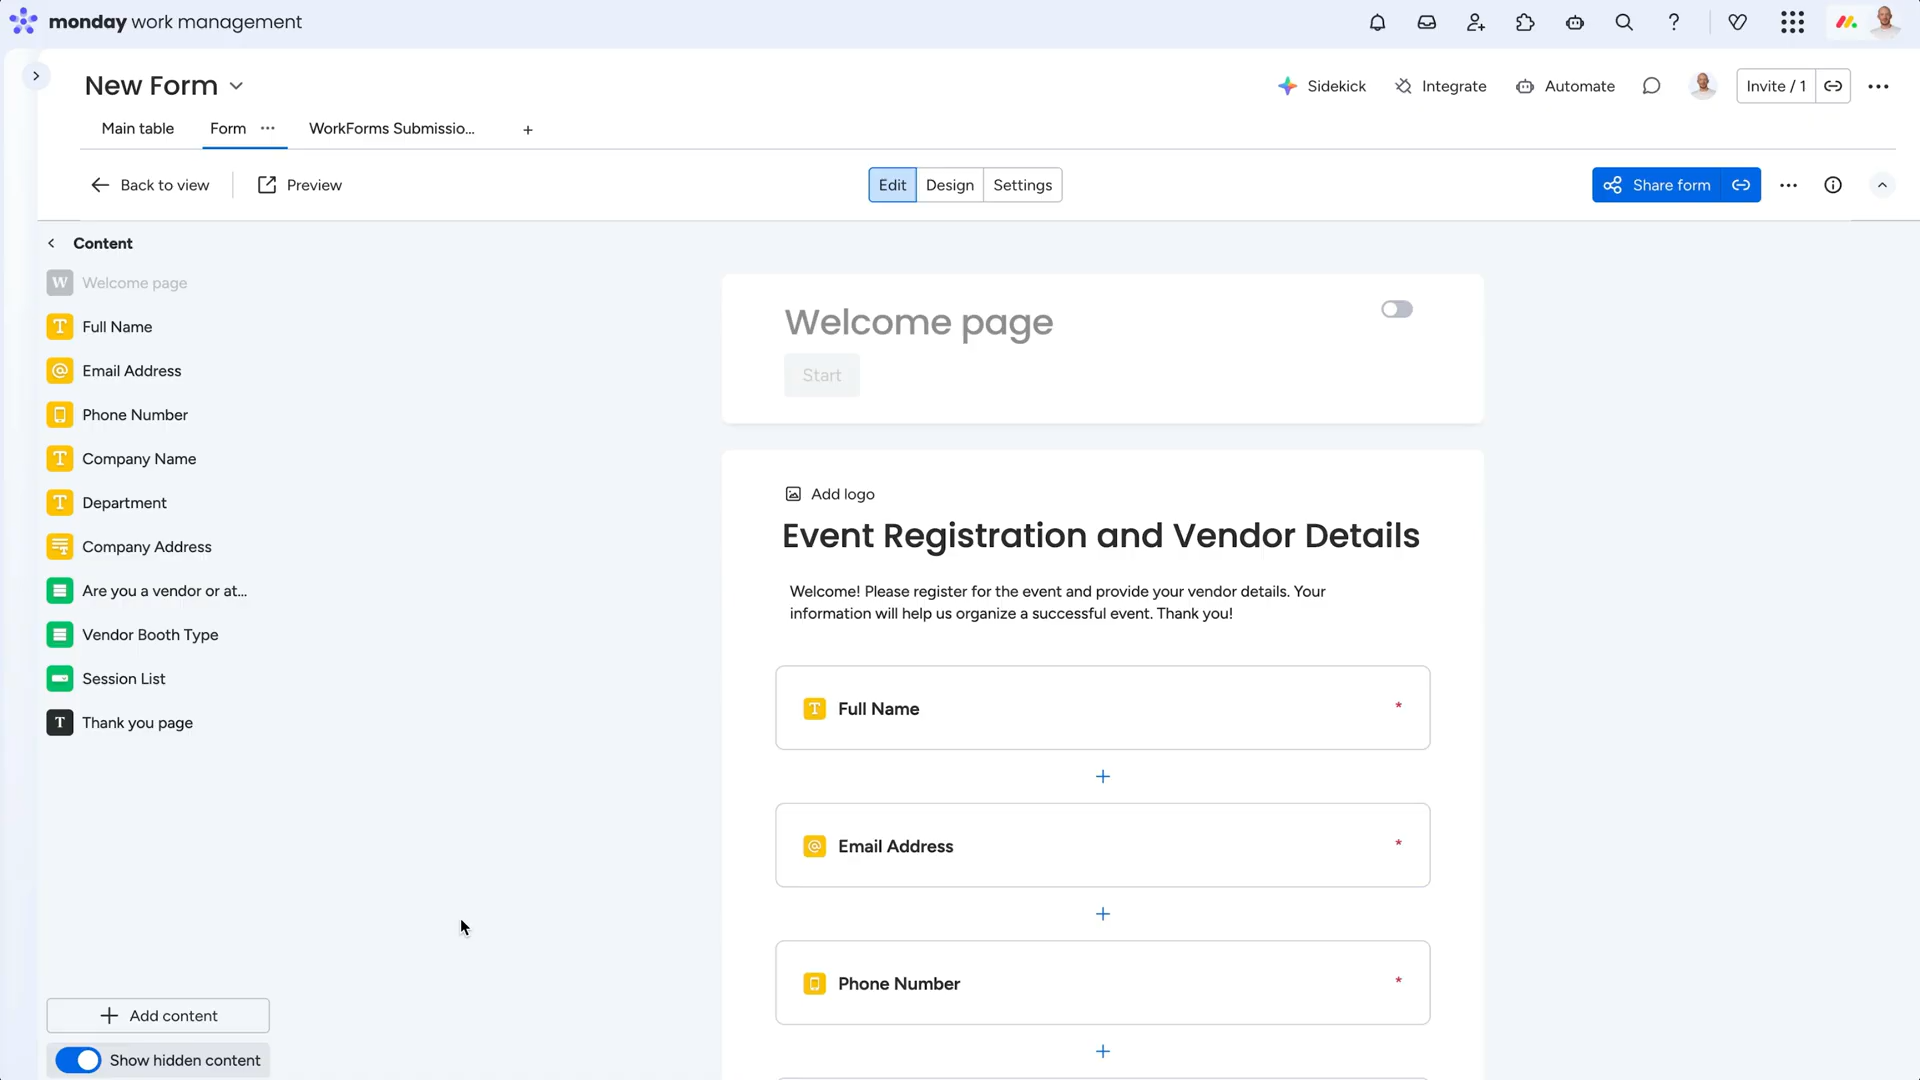 monday work management
New Form
Sidekick
Integrate
Automate
Invite / 1
Main table
Form
WorkForms Submissio...
Back to view
Preview
Edit
Design
Settings
Share form
Content
W Welcome page
T Full Name
@ Email Address
Phone Number
T Company Name
T Department
T Company Address
Are you a vendor or at...
Vendor Booth Type
Session List
T Thank you page
+ Add content
Show hidden content
Welcome page
Start
Add logo
Event Registration and Vendor Details
Welcome! Please register for the event and provide your vendor details. Your
information will help us organize a successful event. Thank you!
T Full Name *
+
@ Email Address *
+
Phone Number *
+